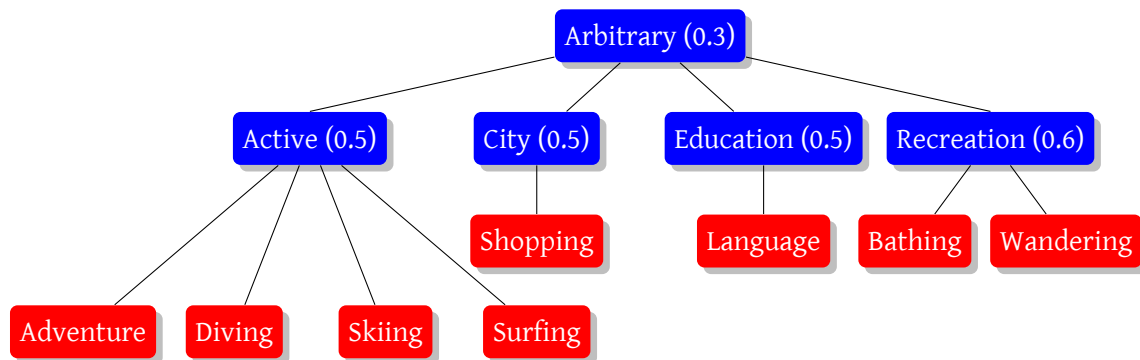 Arbitrary (0.3)
Active (0.5)
City (0.5)
Education (0.5)
Recreation (0.6)
Shopping
Language
Bathing
Wandering
Adventure
Diving
Skiing
Surfing